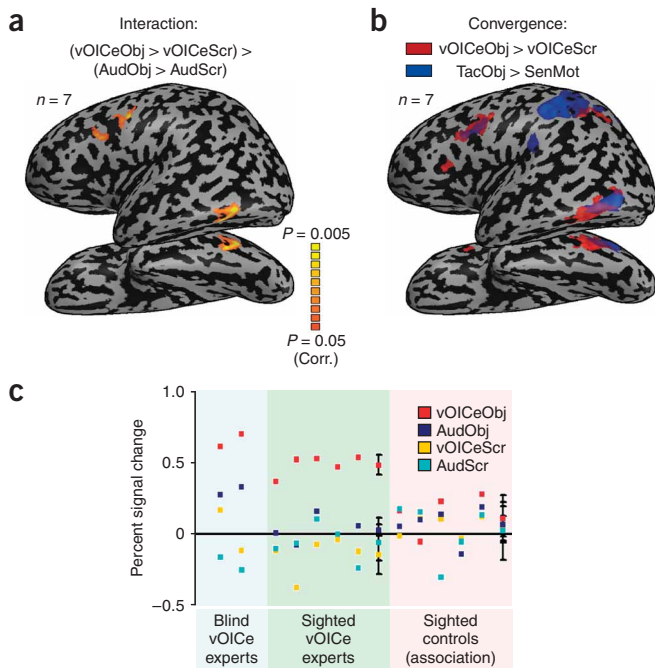 a
Interaction:
(vOICeObj > vOICeScr) >
(AudObj > AudScr)
n = 7
P = 0.005
P = 0.05
(Corr.)
b
Convergence:
vOICeObj > vOICeScr
TacObj > SenMot
n = 7
c
Percent signal change
1.0
0.5
0
–0.5
vOICeObj
AudObj
vOICeScr
AudScr
Blind
vOICe
experts
Sighted
vOICe
experts
Sighted
controls
(association)